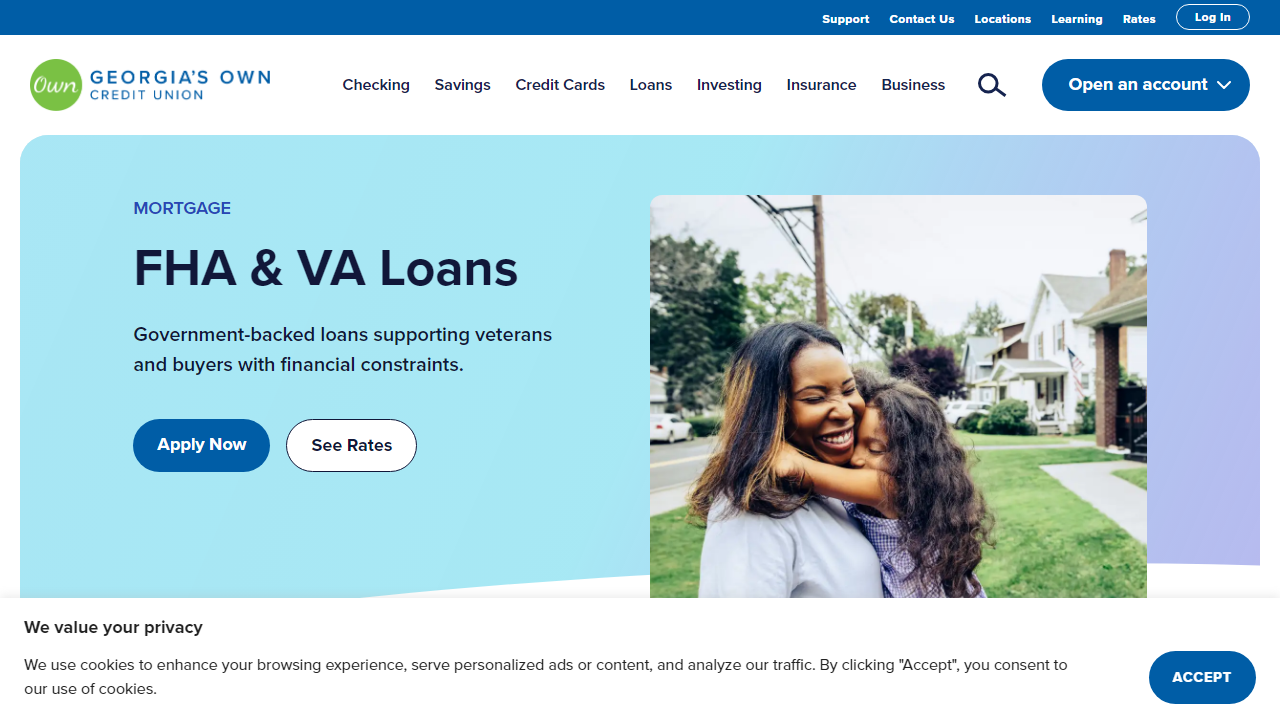 Support Contact Us Locations Learning Rates Log In
Own GEORGIA'S OWN
CREDIT UNION
Checking Savings Credit Cards Loans Investing Insurance Business Open an account
MORTGAGE
FHA & VA Loans
Government-backed loans supporting veterans
and buyers with financial constraints.
Apply Now See Rates
We value your privacy
We use cookies to enhance your browsing experience, serve personalized ads or content, and analyze our traffic. By clicking "Accept", you consent to
our use of cookies.
ACCEPT